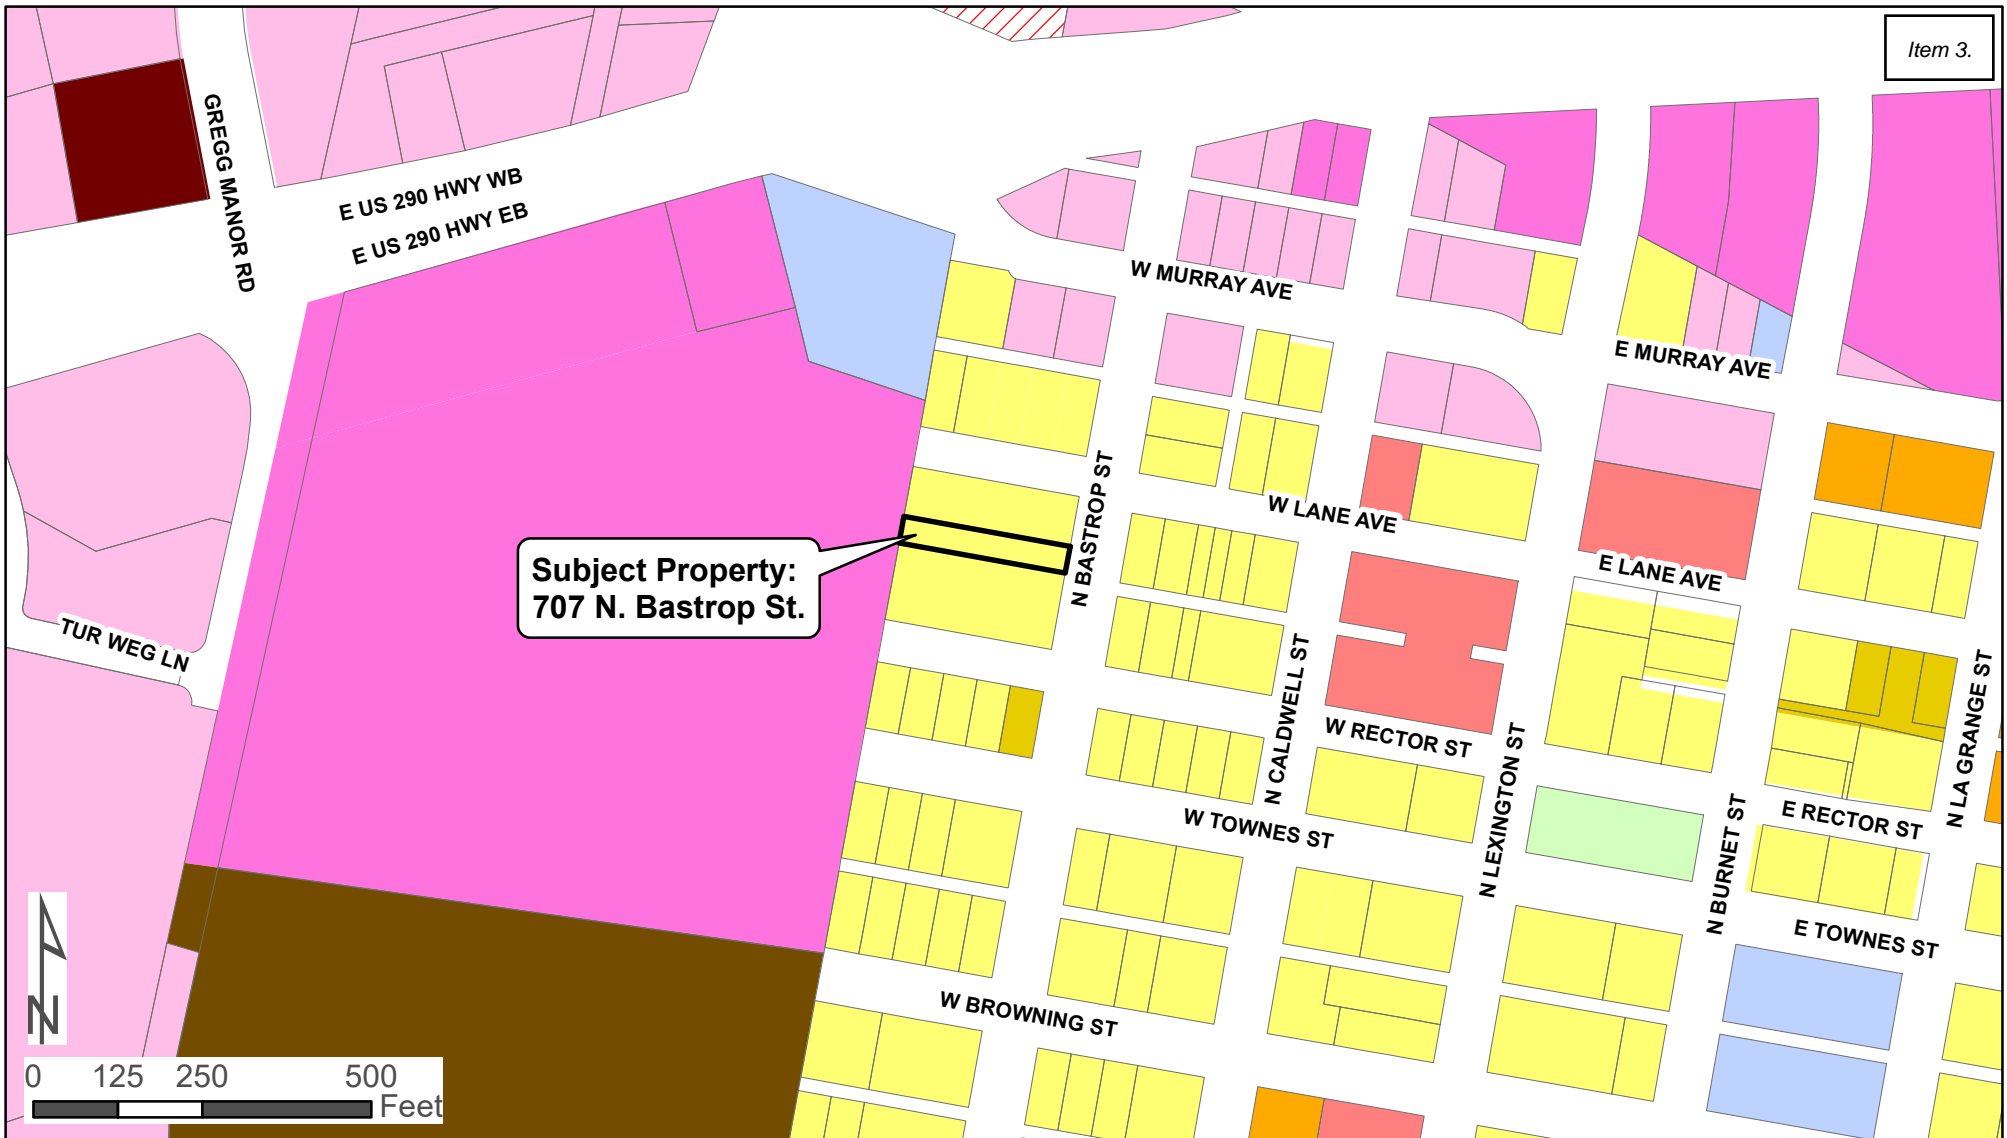 Item 3.
GREGG MANOR RD
E US 290 HWY WB
E US 290 HWY EB
W MURRAY AVE
E MURRAY AVE
N BASTROP ST
W LANE AVE
E LANE AVE
Subject Property:
707 N. Bastrop St.
TUR WEG LN
N CALDWELL ST
W RECTOR ST
N LEXINGTON ST
N LA GRANGE ST
E RECTOR ST
W TOWNES ST
N BURNET ST
E TOWNES ST
W BROWNING ST
N
0 125 250 500
Feet